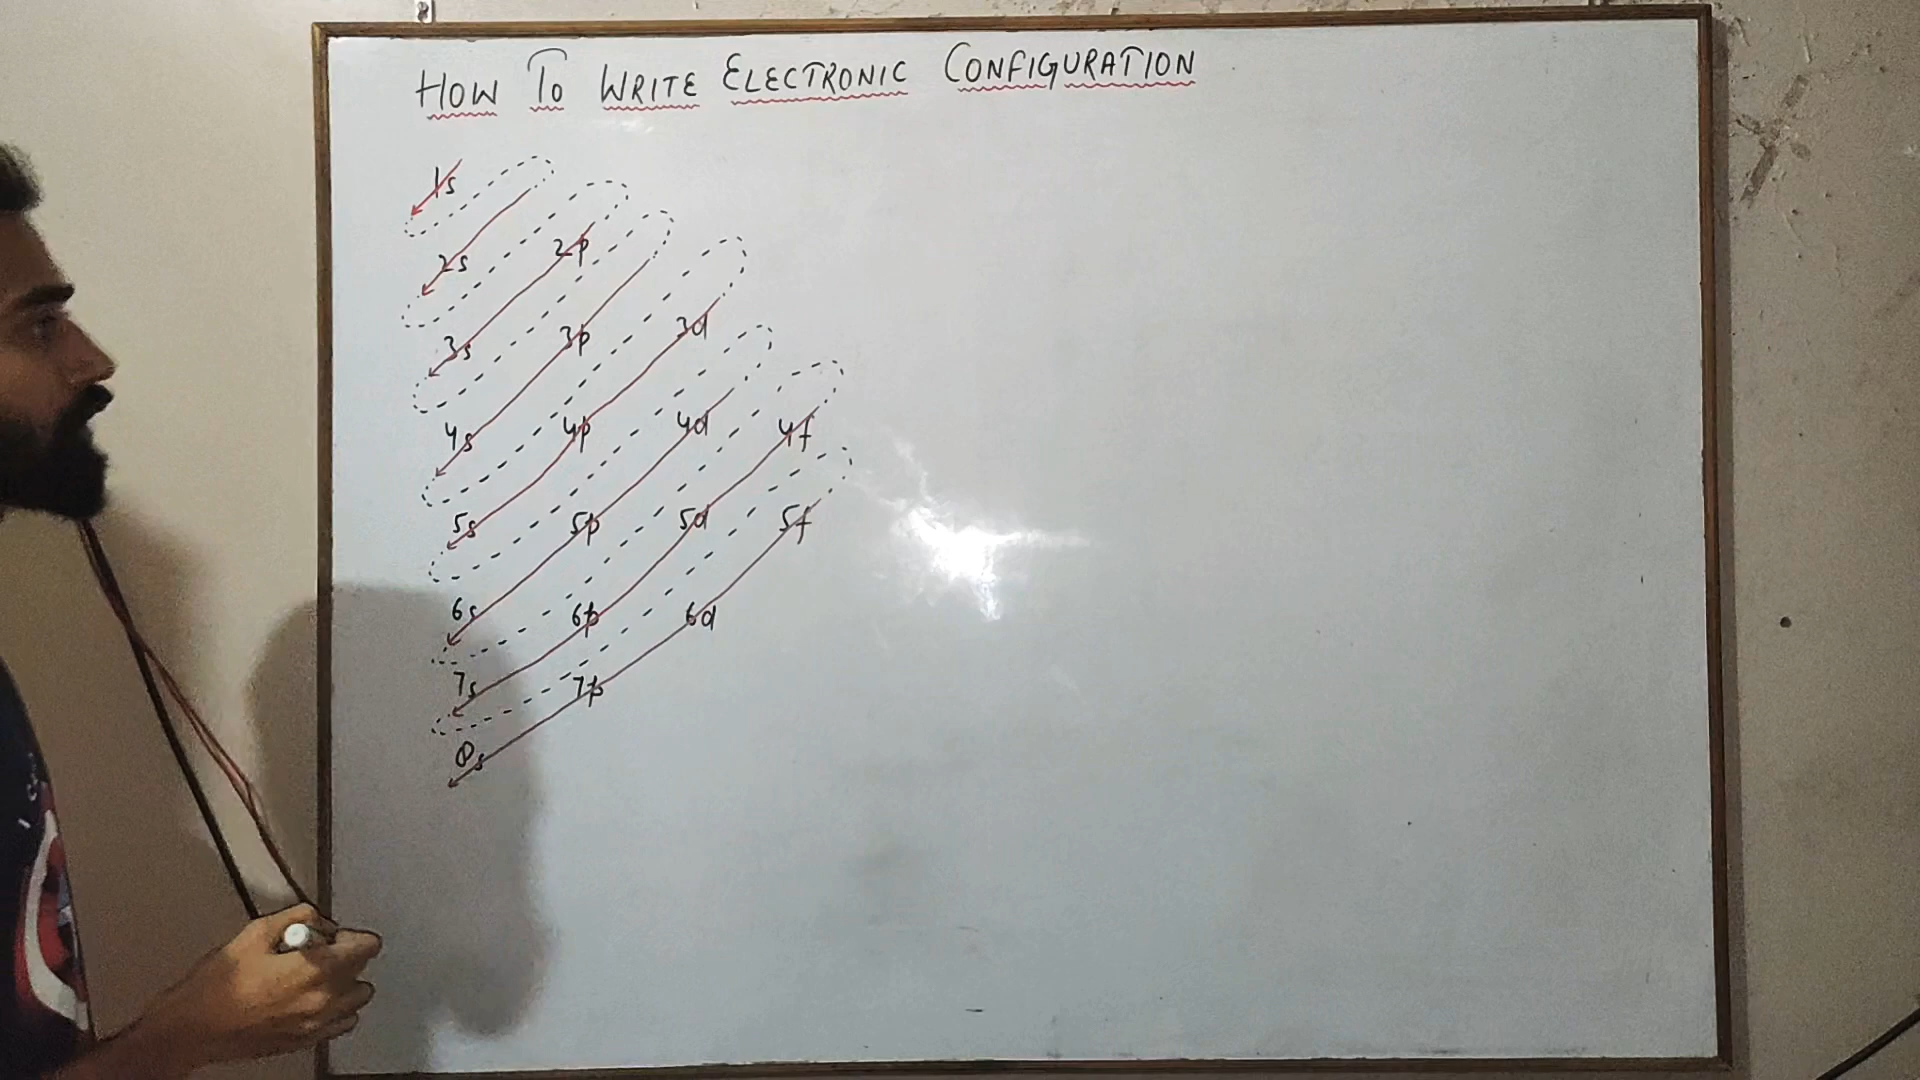 HOW TO WRITE ELECTRONIC CONFIGURATION
1s
2s 2p
3s 3p 3d
4s 4p 4d 4f
5s 5p 5d 5f
6s 6p 6d
7s 7p
8s